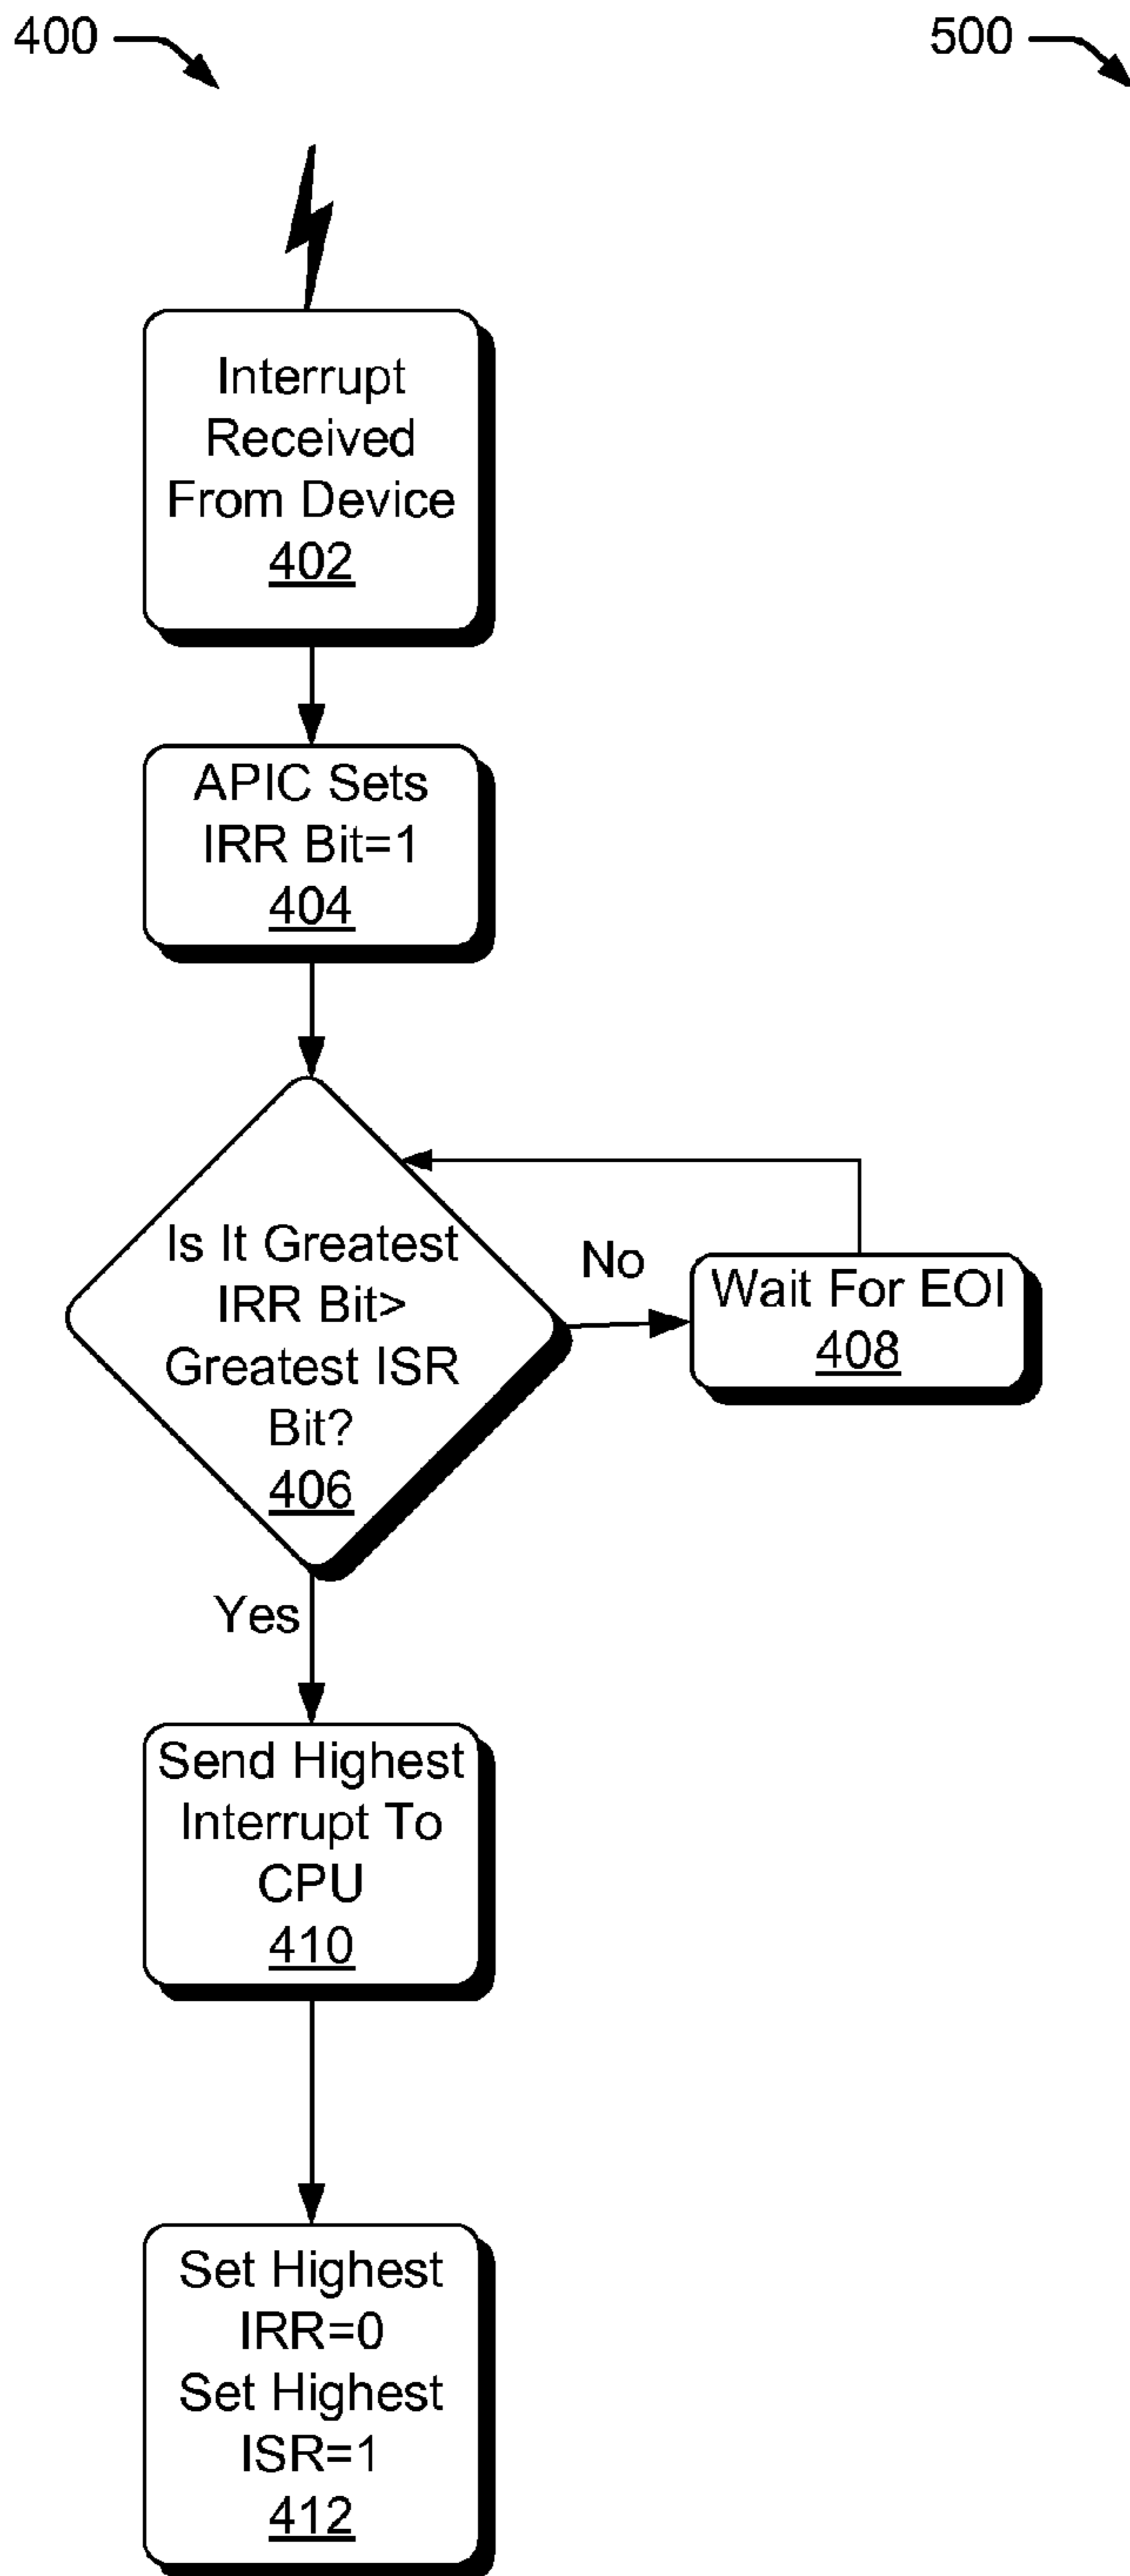 400
500
Interrupt
Received
From Device
402
APIC Sets
IRR Bit=1
404
Is It Greatest
IRR Bit>
Greatest ISR
Bit?
406
No
Wait For EOI
408
Yes
Send Highest
Interrupt To
CPU
410
Set Highest
IRR=0
Set Highest
ISR=1
412